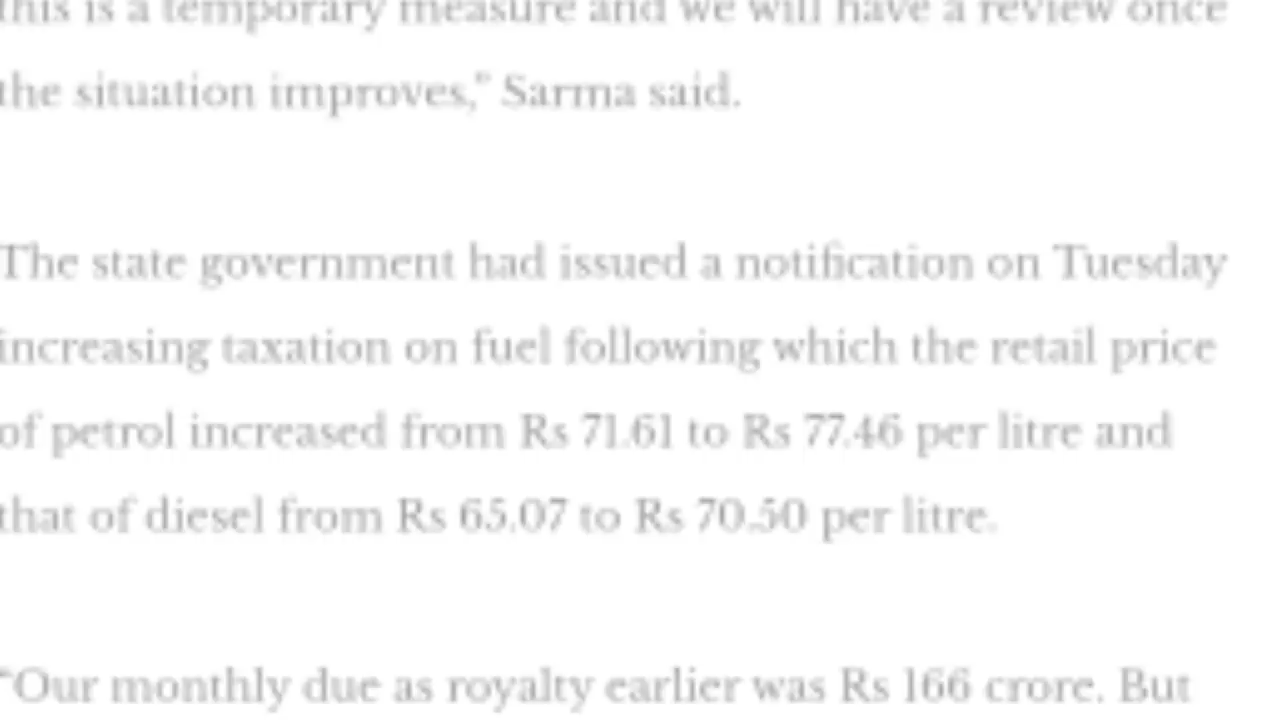 this is a temporary measure and we will have a review once
the situation improves,” Sarma said.
The state government had issued a notification on Tuesday
increasing taxation on fuel following which the retail price
of petrol increased from Rs 71.61 to Rs 77.46 per litre and
that of diesel from Rs 65.07 to Rs 70.50 per litre.
“Our monthly due as royalty earlier was Rs 166 crore. But